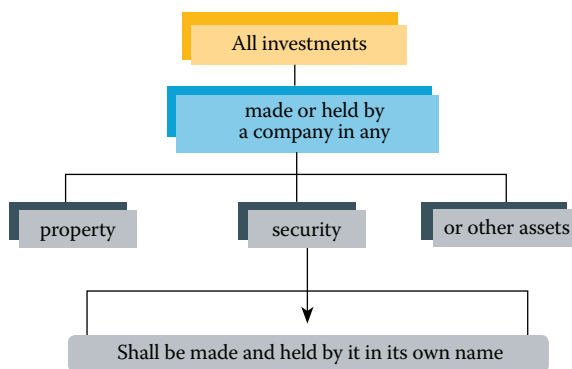 All investments
made or held by
a company in any
property
security
or other assets
Shall be made and held by it in its own name